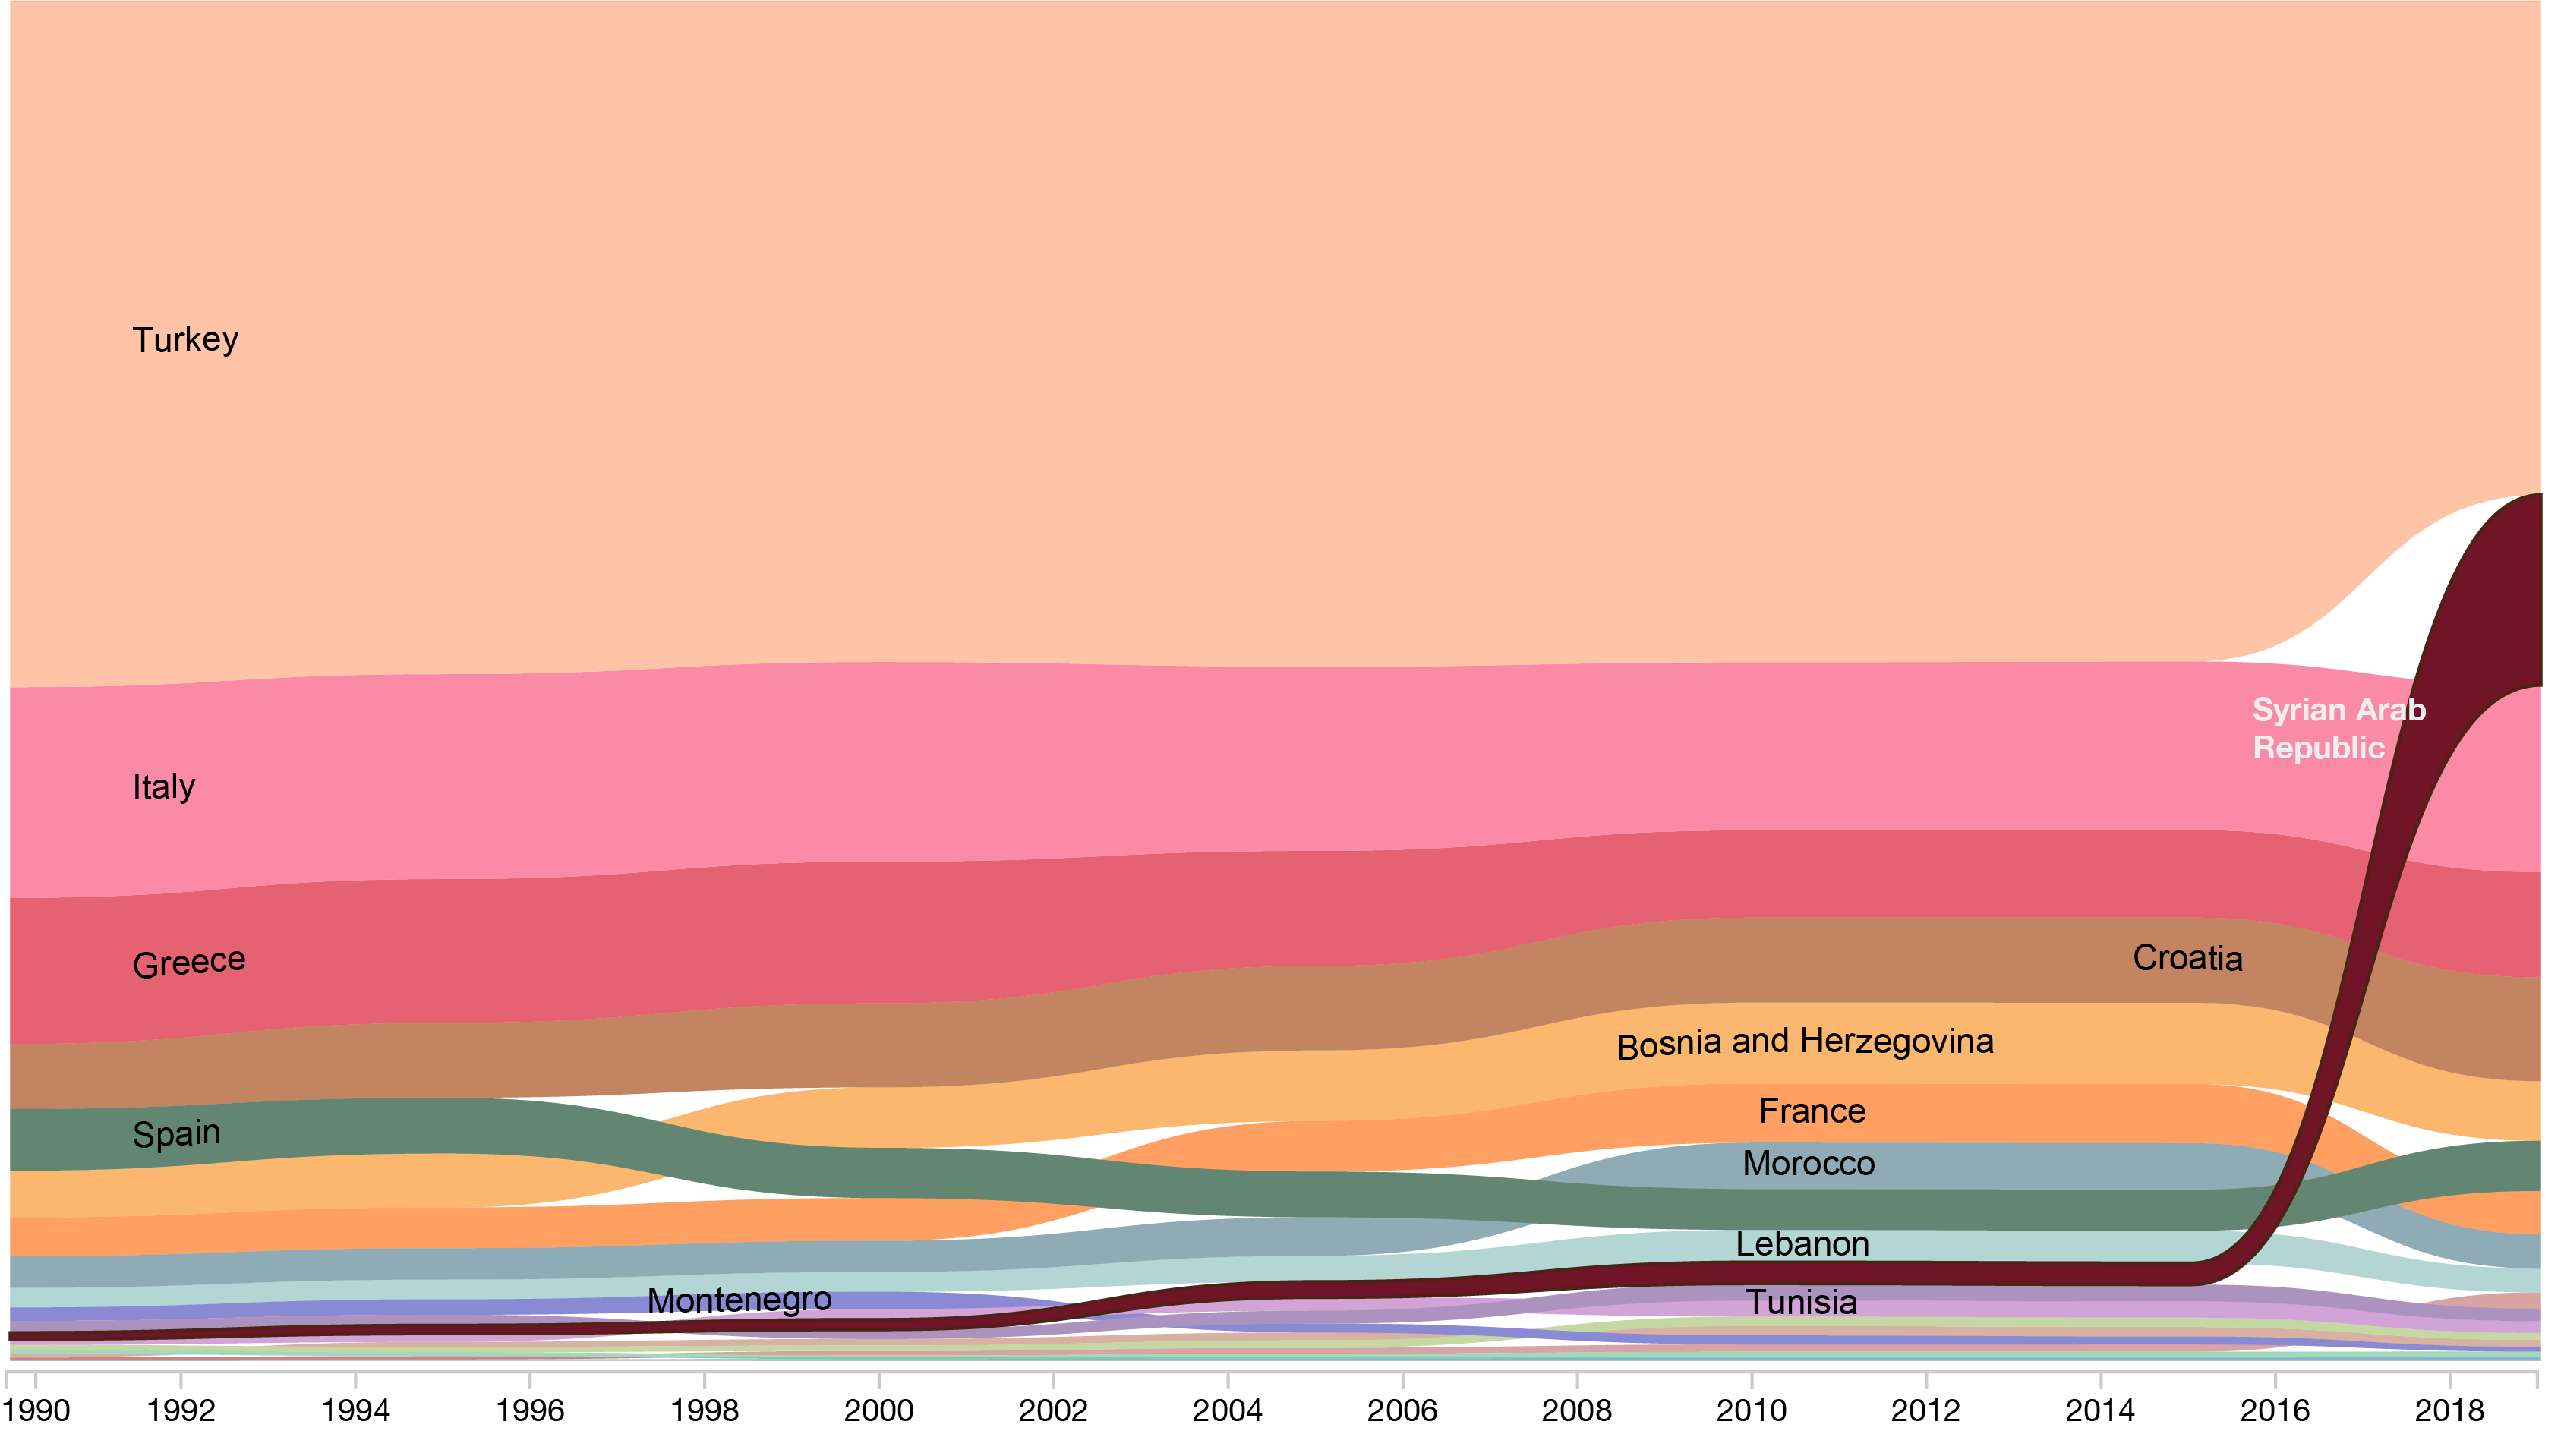 Turkey
Syrian Arab
Republic
Italy
Greece
Croatia
Bosnia and Herzegovina
France
Spain
Morocco
Lebanon
Montenegro
Tunisia
1990 1992 1994 1996 1998 2000 2002 2004 2006 2008 2010 2012 2014 2016 2018